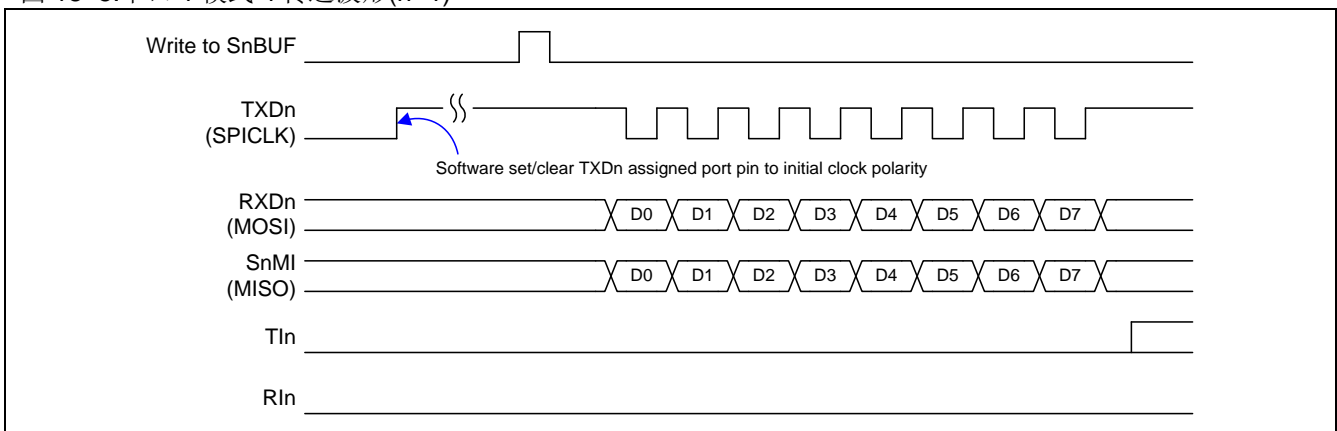 Write to SnBUF
TXDn
(SPICLK)
Software set/clear TXDn assigned port pin to initial clock polarity
RXDn
(MOSI)
D0 D1 D2 D3 D4 D5 D6 D7
SnMI
(MISO)
D0 D1 D2 D3 D4 D5 D6 D7
TIn
RIn